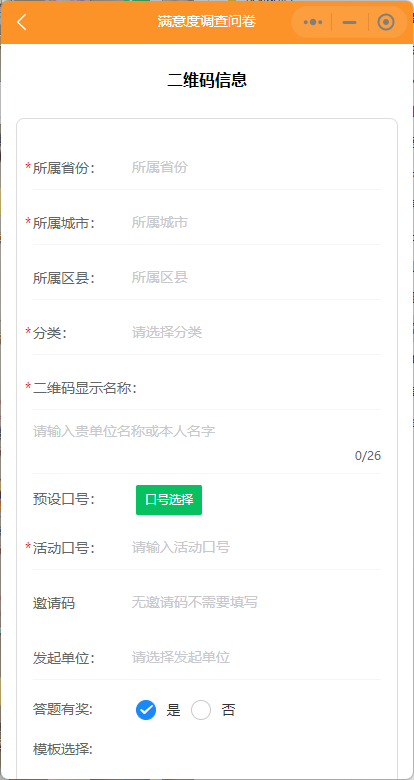 满意度调查问卷
二维码信息
*所属省份： 所属省份
*所属城市： 所属城市
所属区县： 所属区县
*分类： 请选择分类
*二维码显示名称：
请输入贵单位名称或本人名字
0/26
预设口号： 口号选择
*活动口号： 请输入活动口号
邀请码 无邀请码不需要填写
发起单位： 请选择发起单位
答题有奖: 是 否
模板选择: